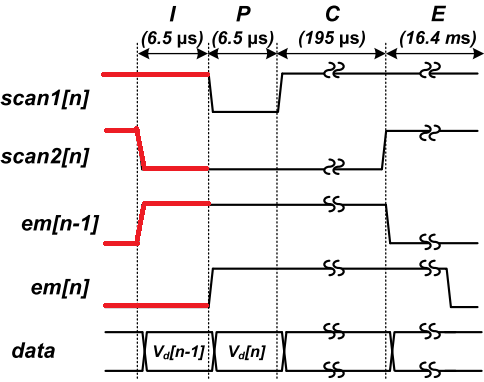 I P C E
(6.5 µs) (6.5 µs) (195 µs) (16.4 ms)
scan1[n]
scan2[n]
em[n-1]
em[n]
data Vd[n-1] Vd[n]